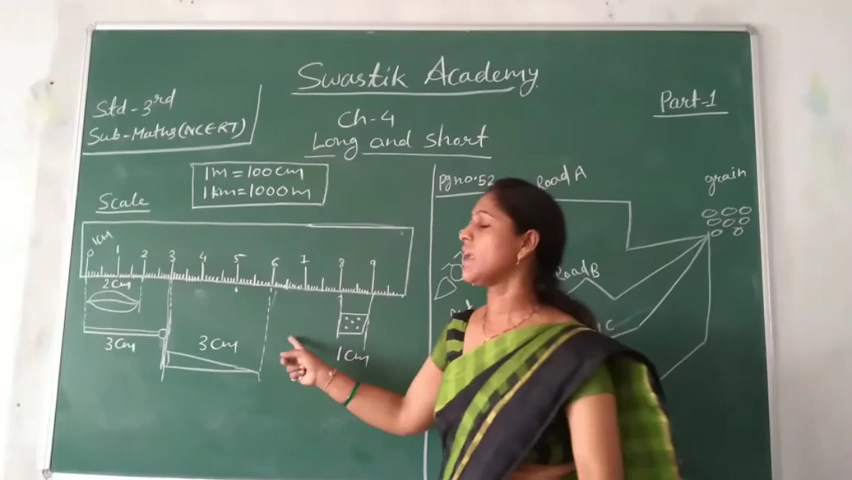 Swastik Academy
Std-3rd
Sub-Maths(NCERT)
Part-1
Ch-4
Long and short
1m=100cm
1km=1000m
Scale
0 1 2 3 4 5 6 7 8 9
2cm
3cm
3cm
1cm
Pg no.52
Road A
grain
Road B
C